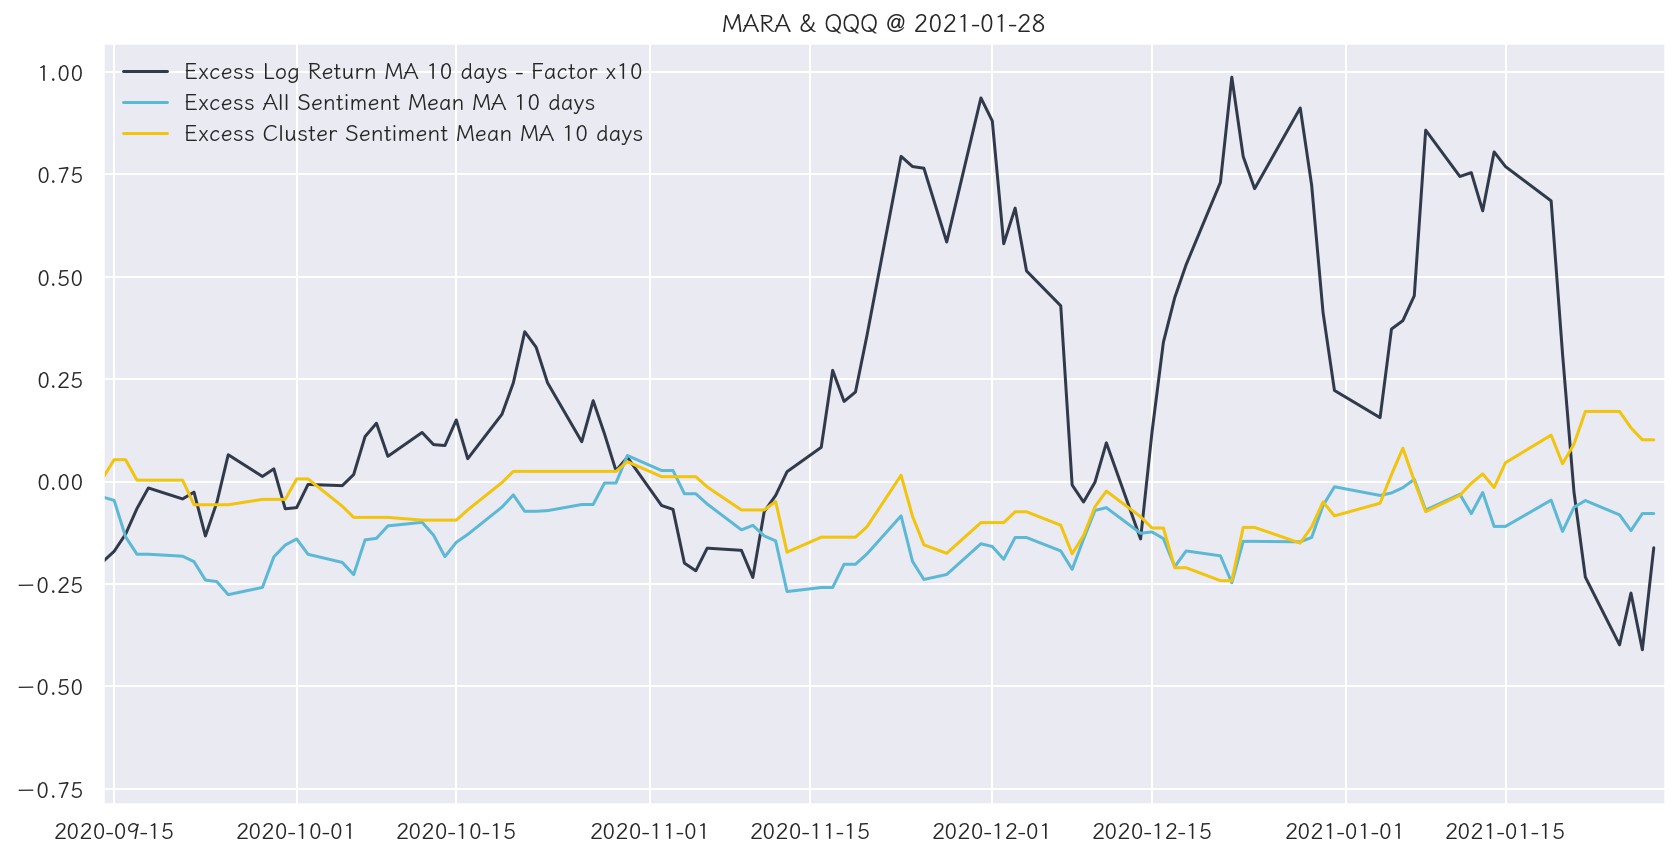 MARA & QQQ @ 2021-01-28
Excess Log Return MA 10 days - Factor x10
Excess All Sentiment Mean MA 10 days
Excess Cluster Sentiment Mean MA 10 days
1.00
0.75
0.50
0.25
0.00
−0.25
−0.50
−0.75
2020-09-15 2020-10-01 2020-10-15 2020-11-01 2020-11-15 2020-12-01 2020-12-15 2021-01-01 2021-01-15